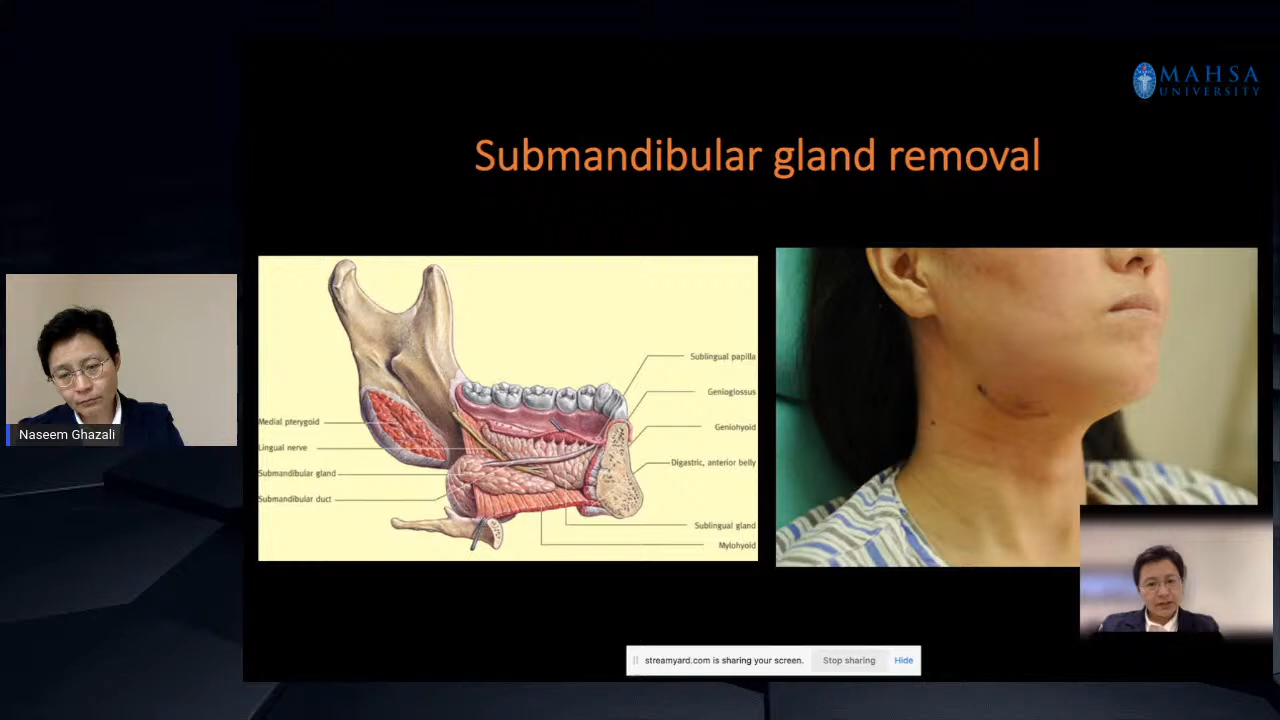 MAHSA
UNIVERSITY
Submandibular gland removal
Naseem Ghazali
Medial pterygoid
Lingual nerve
Submandibular gland
Submandibular duct
Sublingual papilla
Genioglossus
Geniohyoid
Digastric, anterior belly
Sublingual gland
Mylohyoid
streamyard.com is sharing your screen.
Stop sharing
Hide